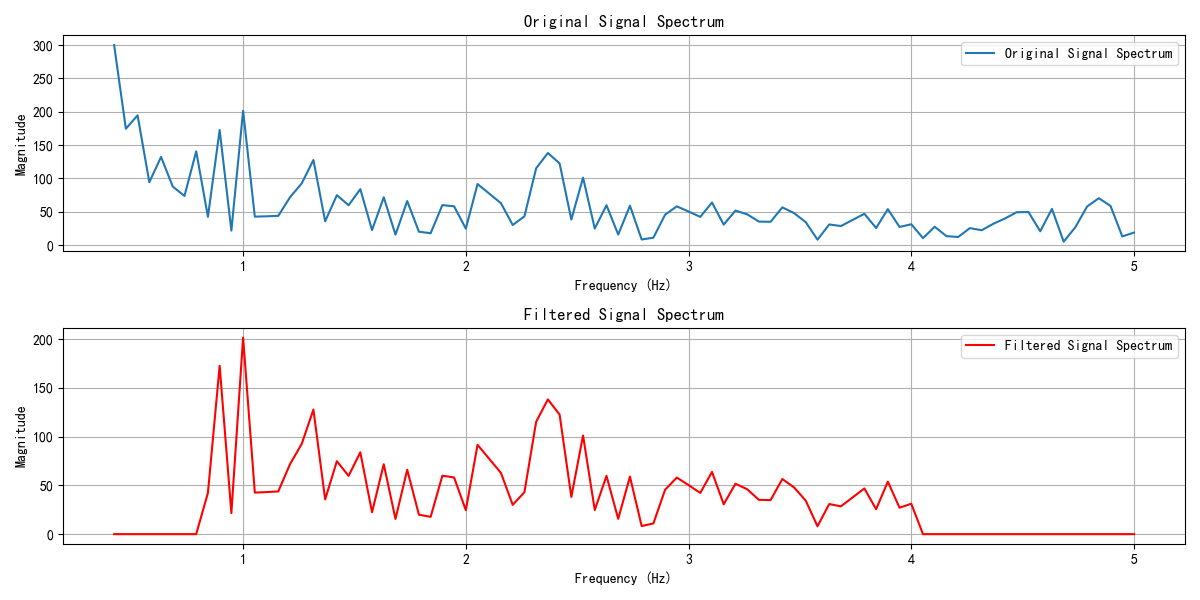 Original Signal Spectrum
300
250
200
150
100
50
0
Magnitude
Original Signal Spectrum
1 2 3 4 5
Frequency (Hz)
Filtered Signal Spectrum
200
150
100
50
0
Magnitude
Filtered Signal Spectrum
1 2 3 4 5
Frequency (Hz)